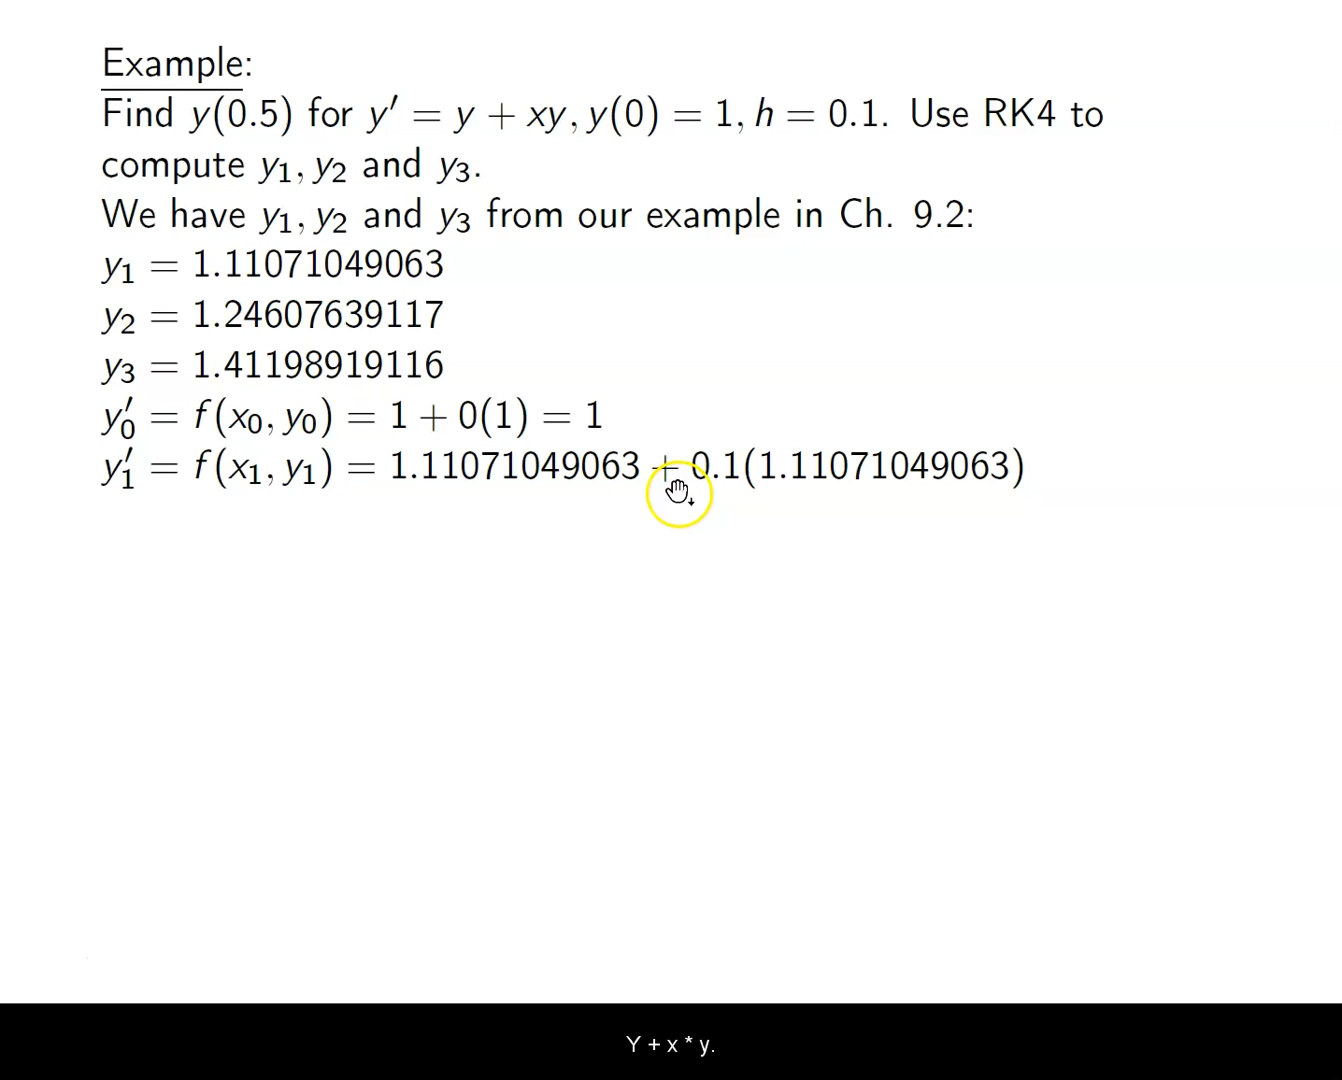 Example:
Find y(0.5) for y′ = y + xy, y(0) = 1, h = 0.1. Use RK4 to
compute y₁, y₂ and y₃.
We have y₁, y₂ and y₃ from our example in Ch. 9.2:
y₁ = 1.11071049063
y₂ = 1.24607639117
y₃ = 1.41198919116
y₀′ = f(x₀, y₀) = 1 + 0(1) = 1
y₁′ = f(x₁, y₁) = 1.11071049063 + 0.1(1.11071049063)
Y + x * y.